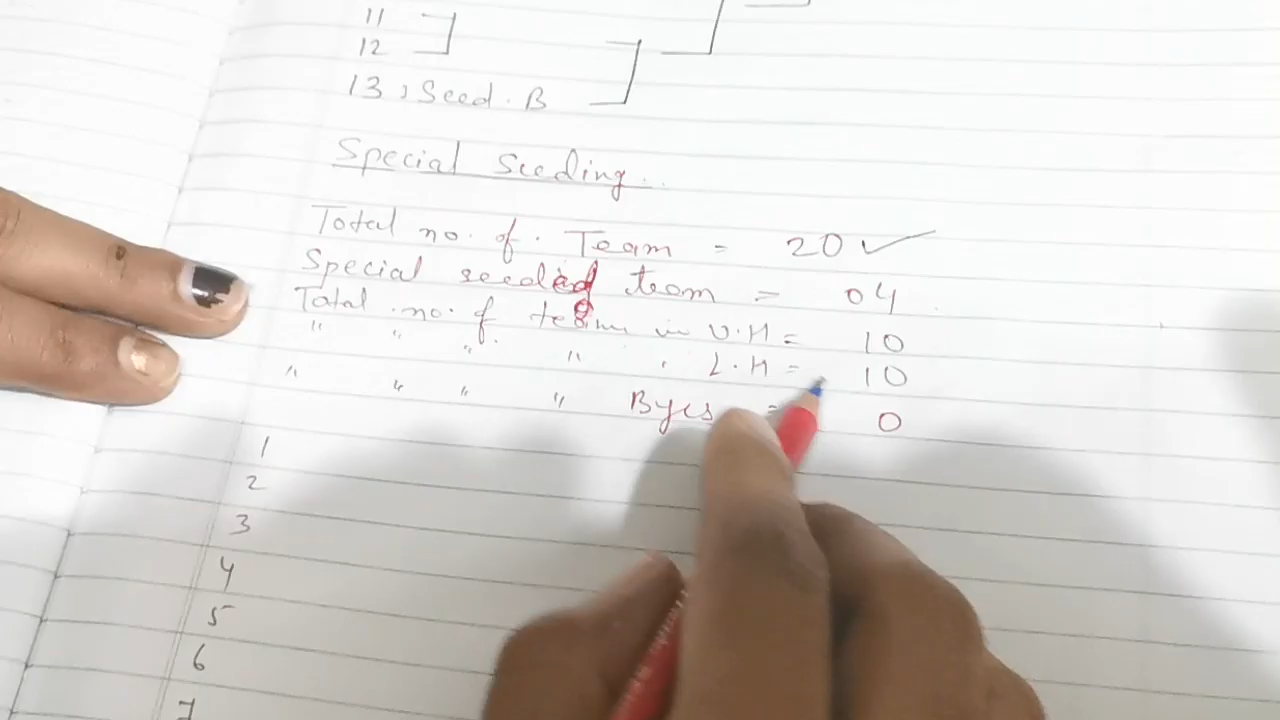 11
12
13, Seed. B
Special Seeding..
Total no. of. Team = 20 ✓
Special seeded team = 04
Total no. of team in U.H = 10
" " " " L.H = 10
" " " " Byes = 0
1
2
3
4
5
6
7